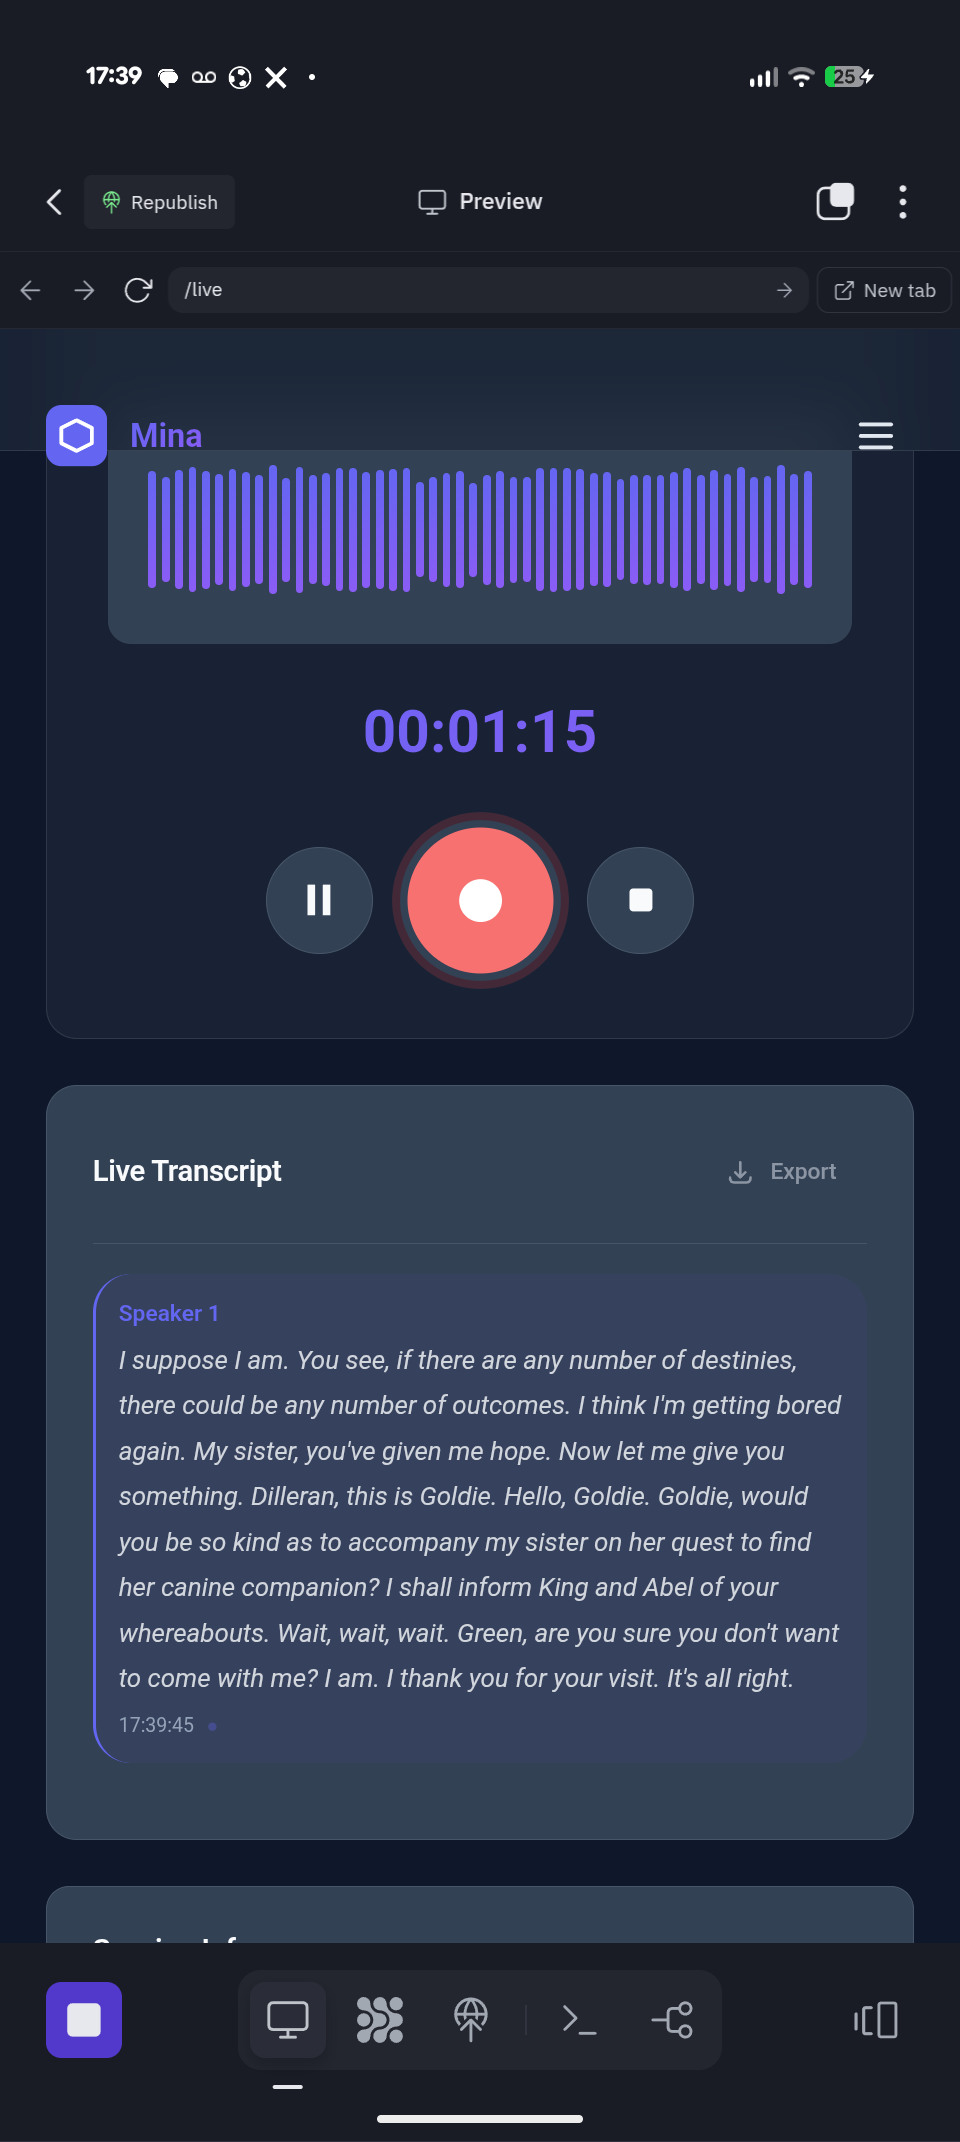 17:39
25
Republish
Preview
/live
New tab
Mina
00:01:15
Live Transcript
Export
Speaker 1
I suppose I am. You see, if there are any number of destinies,
there could be any number of outcomes. I think I'm getting bored
again. My sister, you've given me hope. Now let me give you
something. Dilleran, this is Goldie. Hello, Goldie. Goldie, would
you be so kind as to accompany my sister on her quest to find
her canine companion? I shall inform King and Abel of your
whereabouts. Wait, wait, wait. Green, are you sure you don't want
to come with me? I am. I thank you for your visit. It's all right.
17:39:45